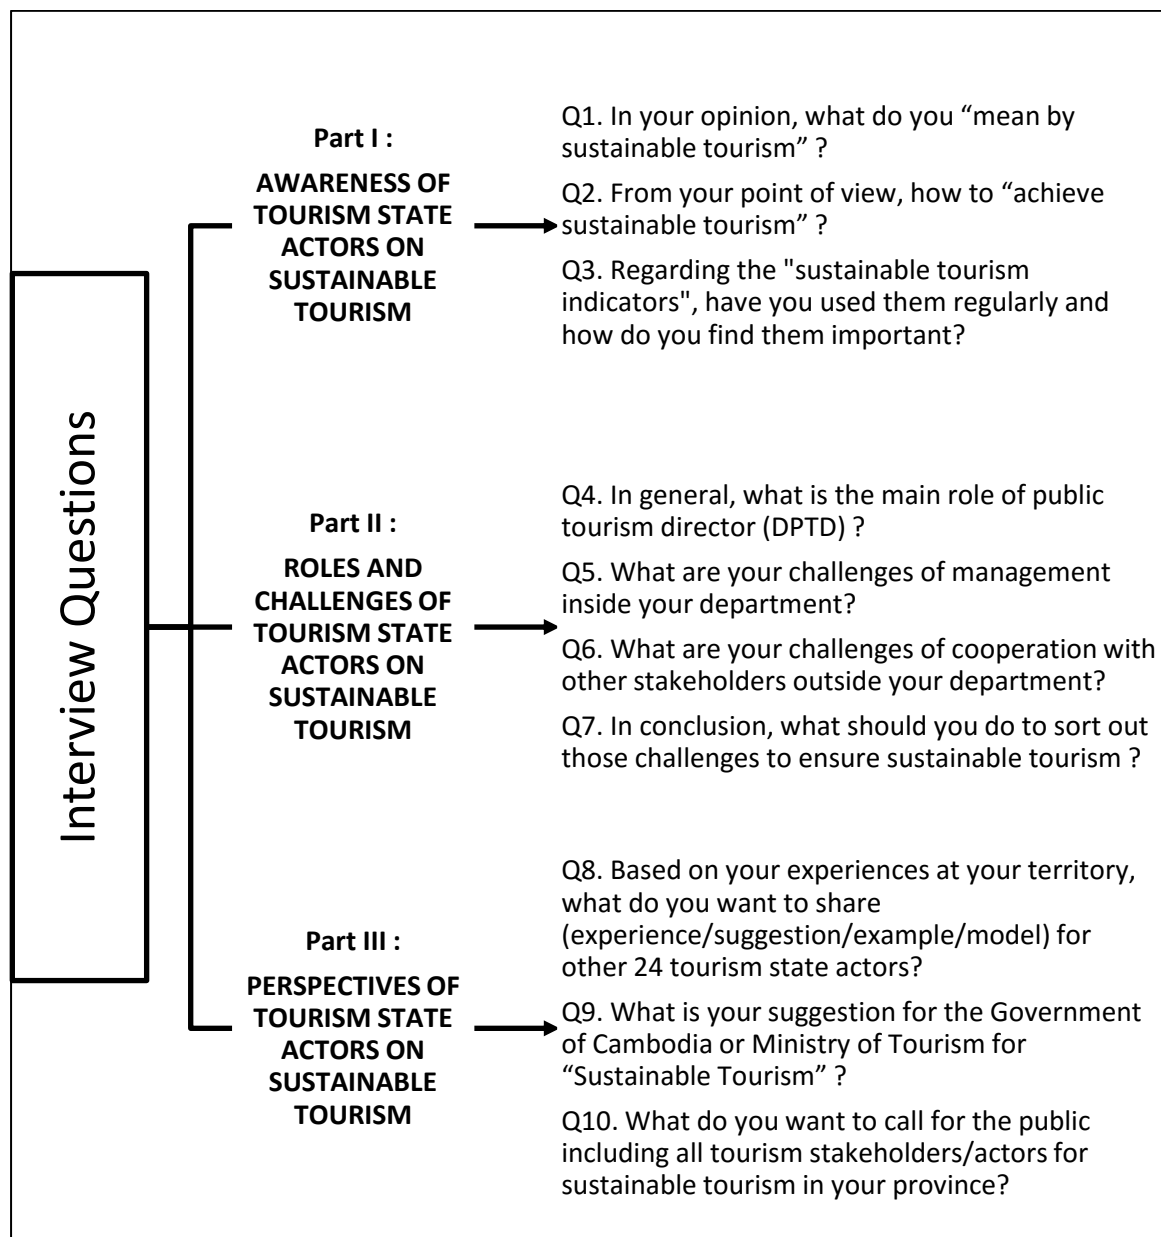 Interview Questions
Part I :
AWARENESS OF
TOURISM STATE
ACTORS ON
SUSTAINABLE
TOURISM
Q1. In your opinion, what do you “mean by
sustainable tourism” ?
Q2. From your point of view, how to “achieve
sustainable tourism” ?
Q3. Regarding the "sustainable tourism
indicators", have you used them regularly and
how do you find them important?
Part II :
ROLES AND
CHALLENGES OF
TOURISM STATE
ACTORS ON
SUSTAINABLE
TOURISM
Q4. In general, what is the main role of public
tourism director (DPTD) ?
Q5. What are your challenges of management
inside your department?
Q6. What are your challenges of cooperation with
other stakeholders outside your department?
Q7. In conclusion, what should you do to sort out
those challenges to ensure sustainable tourism ?
Part III :
PERSPECTIVES OF
TOURISM STATE
ACTORS ON
SUSTAINABLE
TOURISM
Q8. Based on your experiences at your territory,
what do you want to share
(experience/suggestion/example/model) for
other 24 tourism state actors?
Q9. What is your suggestion for the Government
of Cambodia or Ministry of Tourism for
“Sustainable Tourism” ?
Q10. What do you want to call for the public
including all tourism stakeholders/actors for
sustainable tourism in your province?